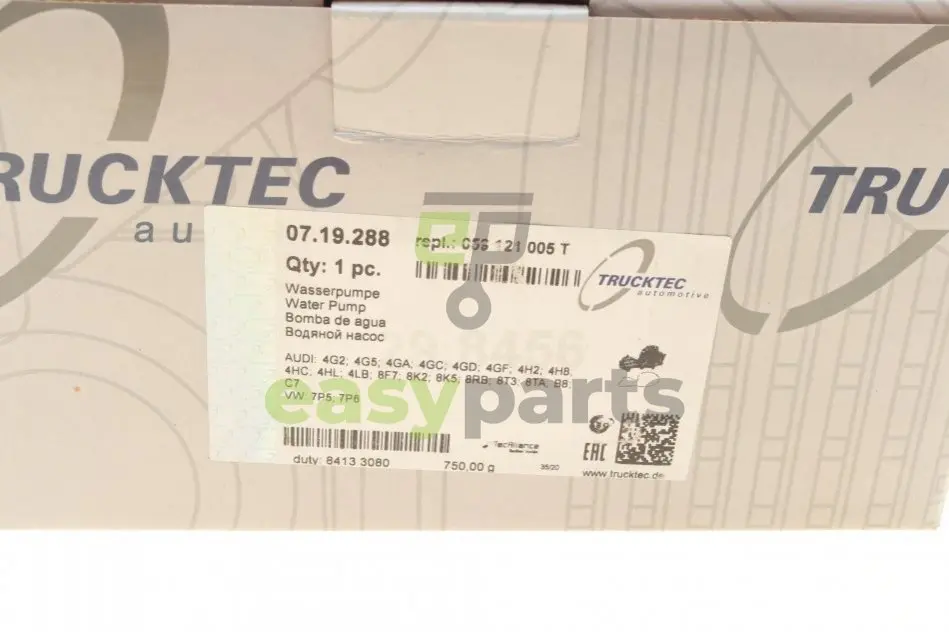 RUCKTEC
au
TRU
07.19.288
repl.: 059 121 005 T
Qty: 1 pc.
TRUCKTEC
automotive
Wasserpumpe
Water Pump
Bomba de agua
Водяной насос
AUDI: 4G2; 4G5; 4GA; 4GC; 4GD; 4GF; 4H2; 4H8;
4HC; 4HL; 4LB; 8F7; 8K2; 8K5; 8RB; 8T3; 8TA, B8;
C7
VW: 7P5; 7P6
easyparts
TecAlliance
EAC
duty: 8413 3080
750,00 g
35/20
www.trucktec.de